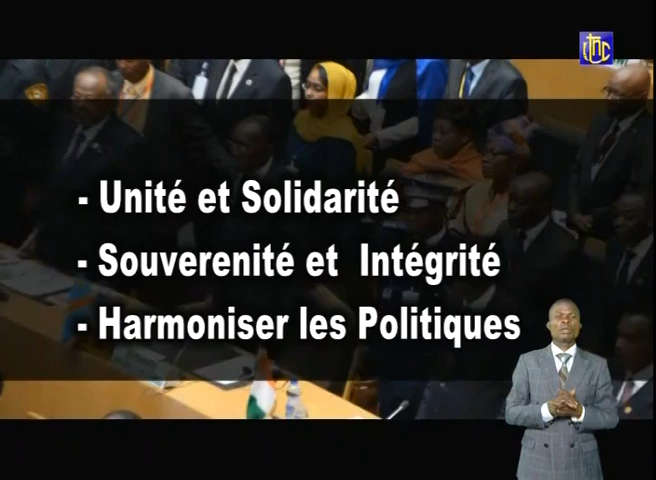 - Unité et Solidarité
- Souverenité et Intégrité
- Harmoniser les Politiques